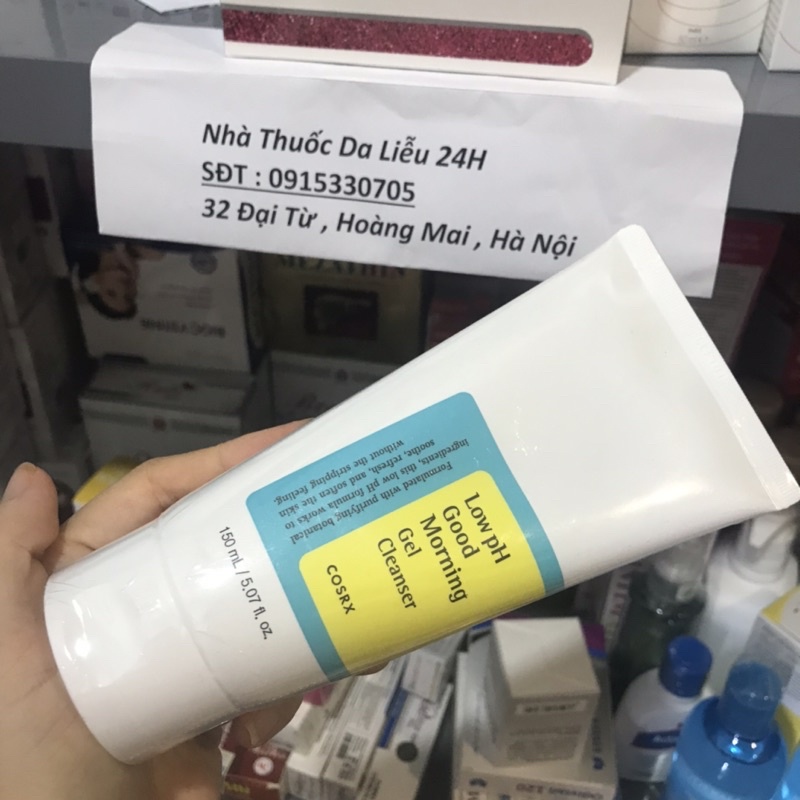 Nhà Thuốc Da Liễu 24H
SĐT : 0915330705
32 Đại Từ , Hoàng Mai , Hà Nội
Low pH
Good
Morning
Gel
Cleanser
COSRX
Formulated with purifying botanical
ingredients, this low pH formula works to
soothe, refresh, and soften the skin
without the stripping feeling.
150 mL / 5.07 fl. oz.